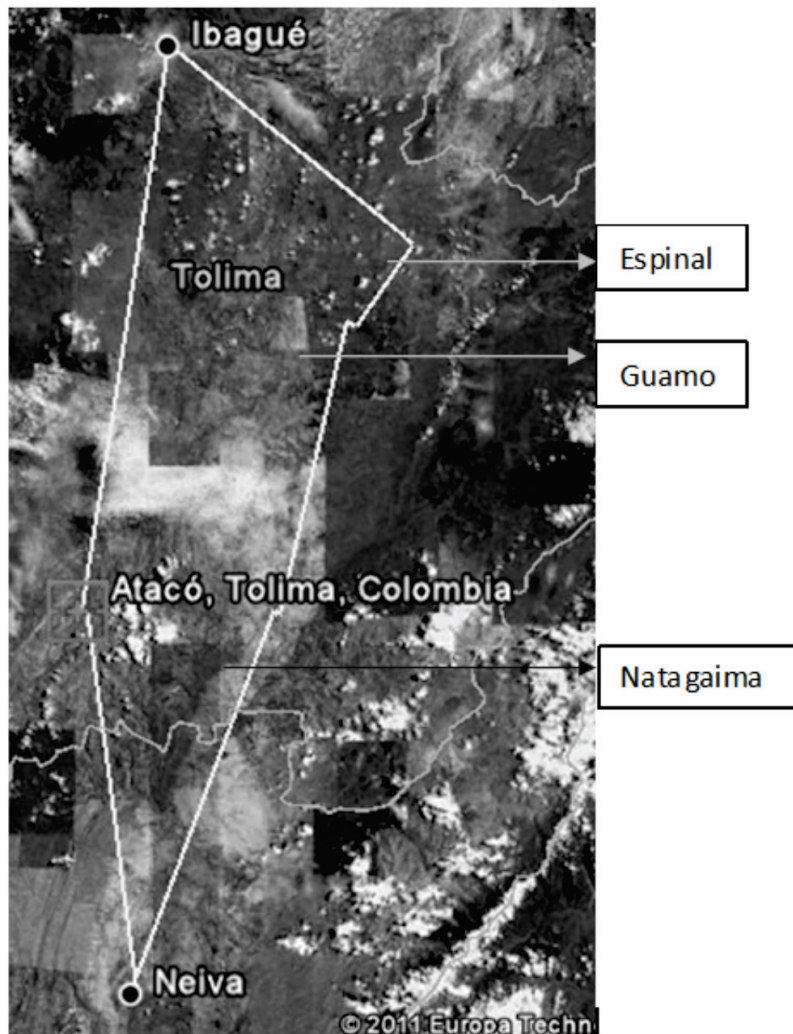 Ibagué
Espinal
Tolima
Guamo
Atacó, Tolima, Colombia
Natagaima
Neiva
© 2011 Europa Techn